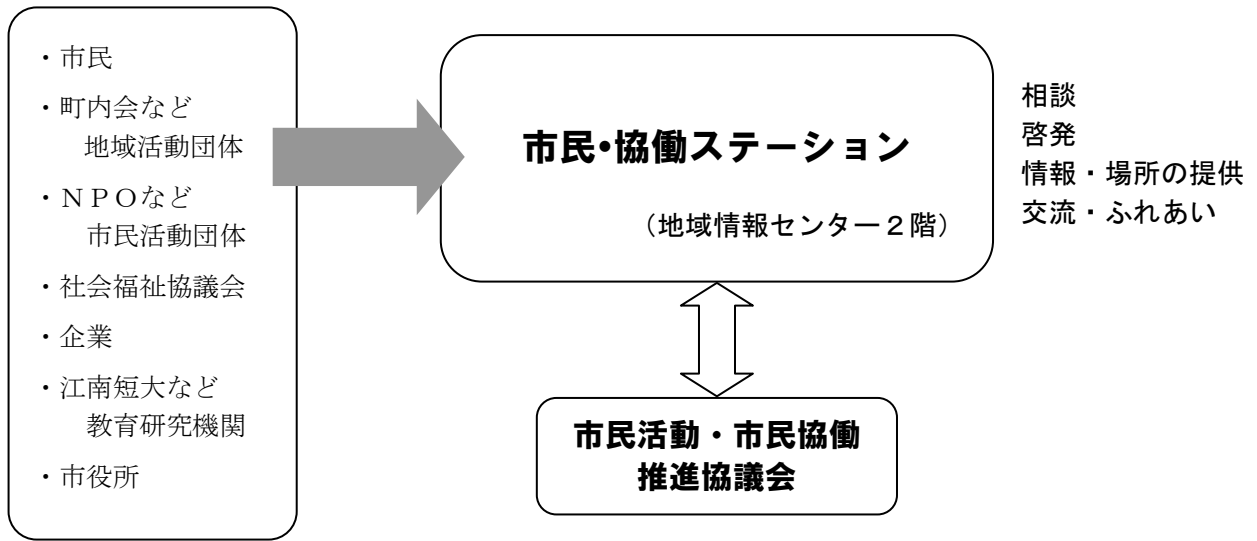 ・市民
・町内会など
地域活動団体
・ＮＰＯなど
市民活動団体
・社会福祉協議会
・企業
・江南短大など
教育研究機関
・市役所
市民・協働ステーション
（地域情報センター２階）
相談
啓発
情報・場所の提供
交流・ふれあい
市民活動・市民協働
推進協議会